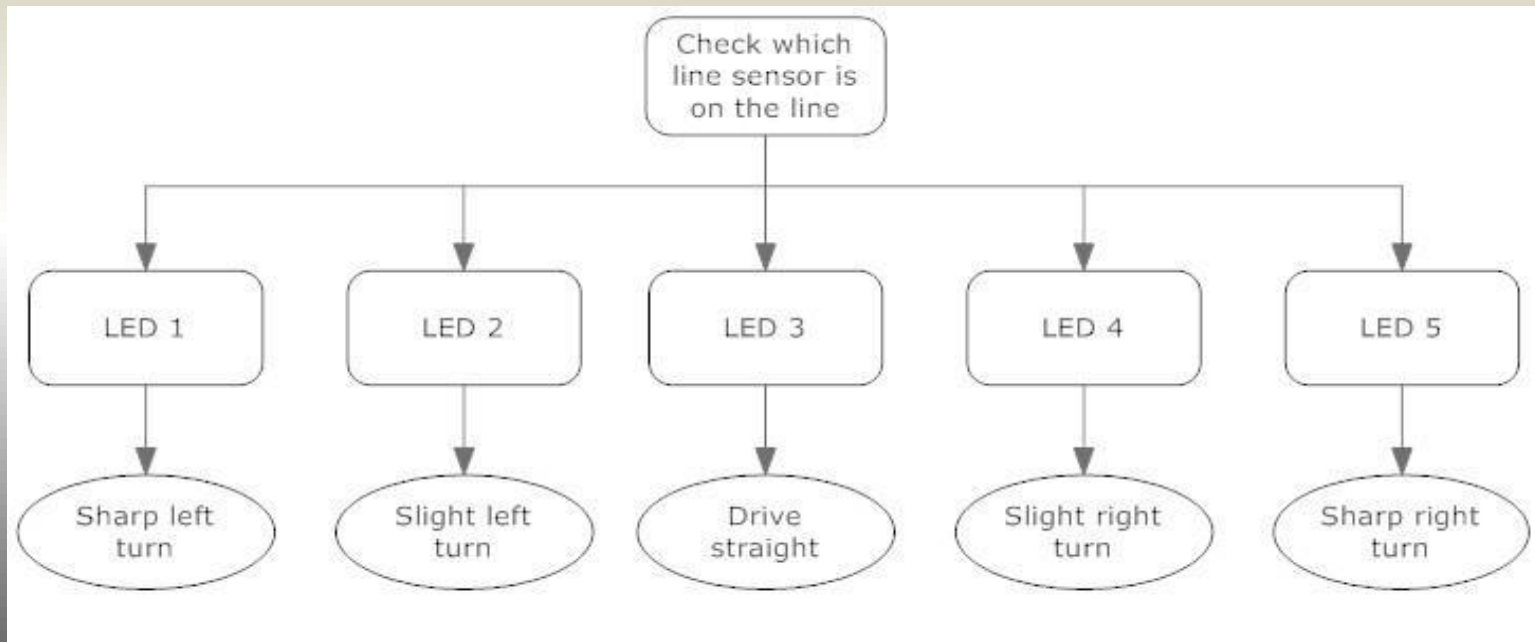 Check which
line sensor is
on the line
LED 1
LED 2
LED 3
LED 4
LED 5
Sharp left
turn
Slight left
turn
Drive
straight
Slight right
turn
Sharp right
turn